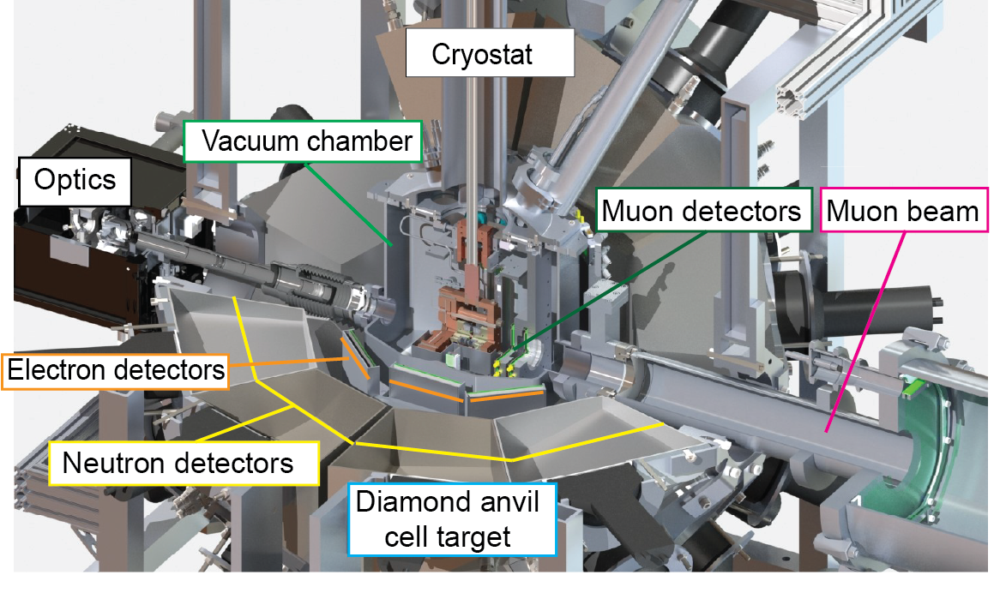 Cryostat
Vacuum chamber
Optics
Muon detectors
Muon beam
Electron detectors
Neutron detectors
Diamond anvil
cell target